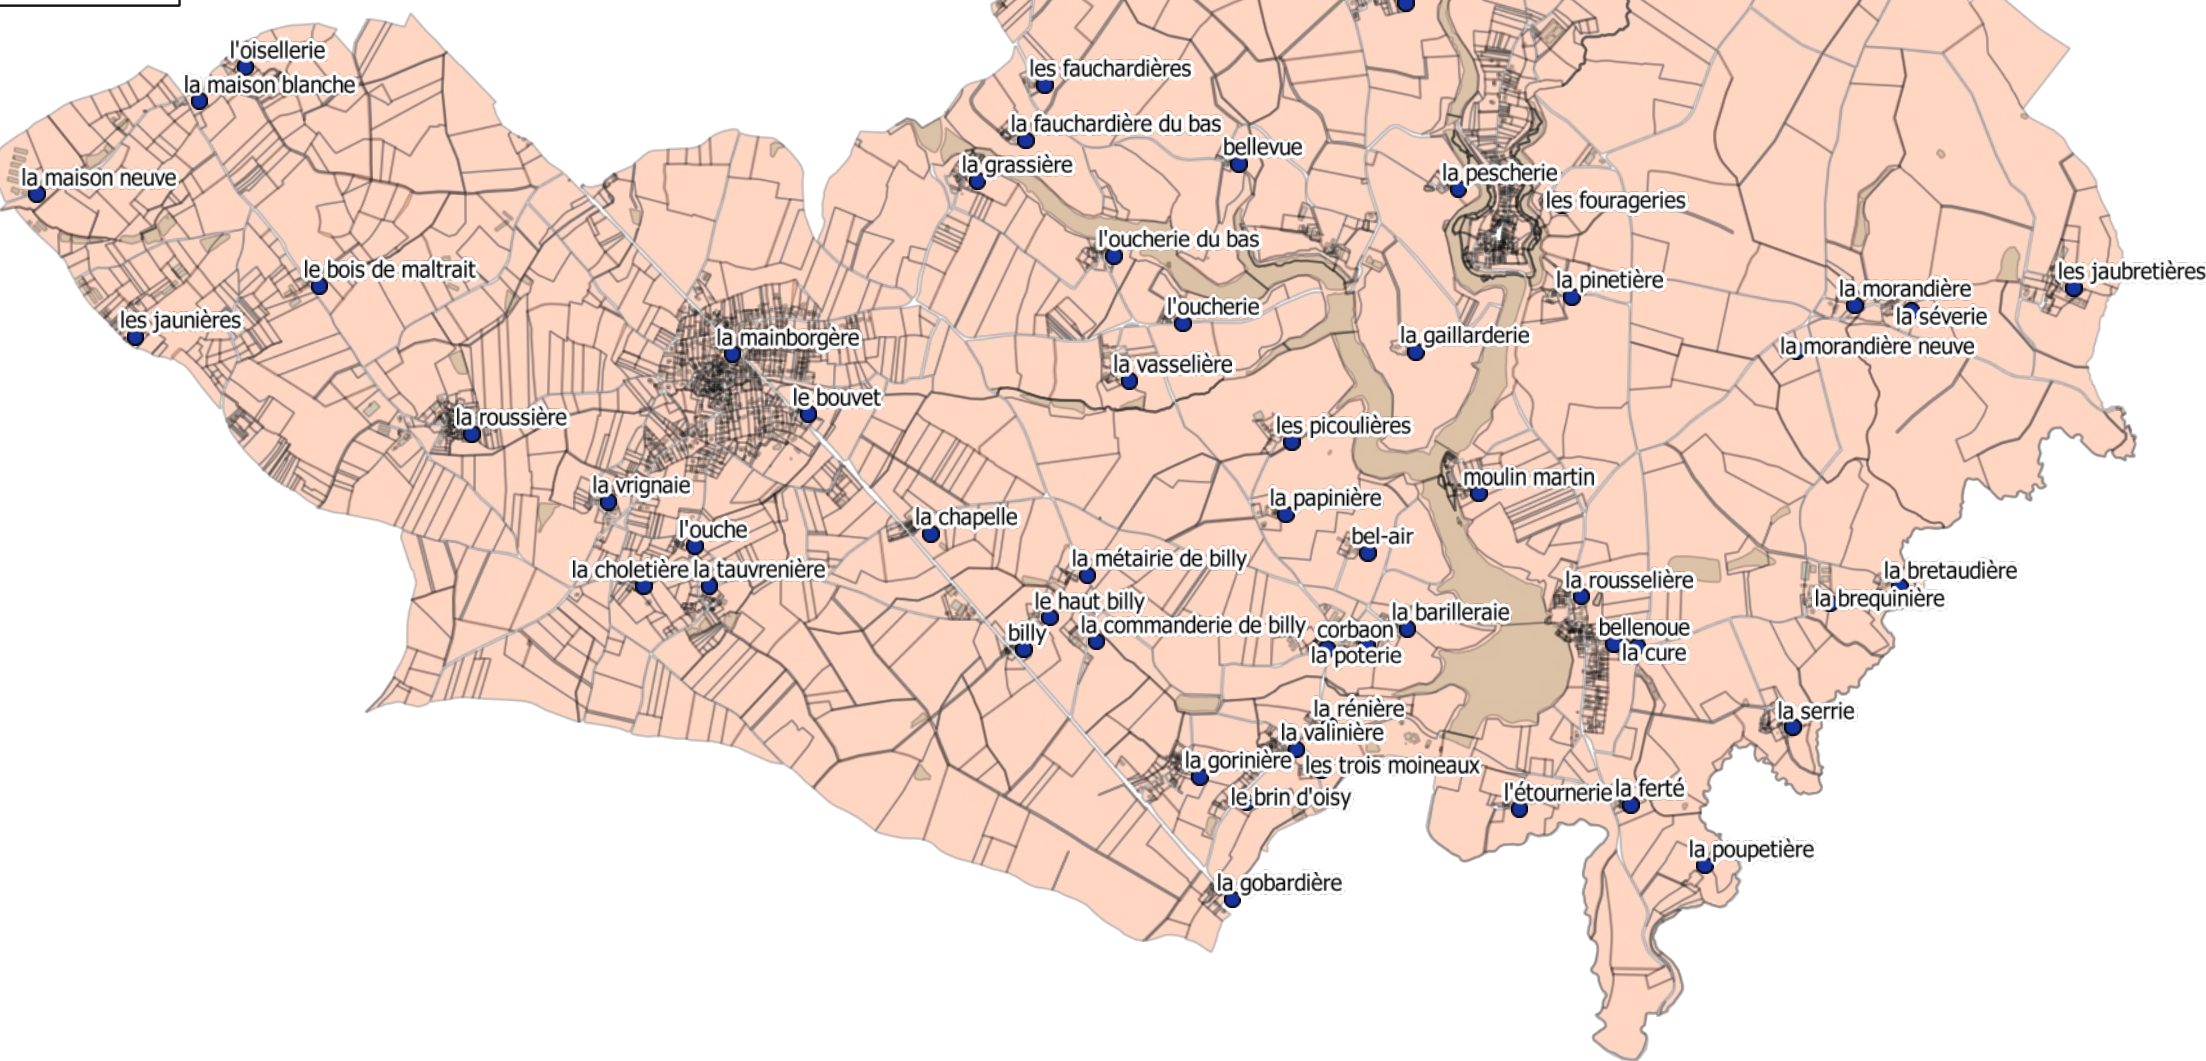 l'oisellerie
les fauchardières
la maison blanche
la fauchardière du bas
bellevue
la grassière
la pescherie
la maison neuve
les fourageries
l'oucherie du bas
le bois de maltrait
les jaubretières
la pinetière
la morandière
l'oucherie
la séverie
les jaunières
la gaillarderie
la mainborgère
la morandière neuve
la vasselière
le bouvet
la roussière
les picoulières
moulin martin
la vrignaie
la papinière
la chapelle
l'ouche
bel-air
la métairie de billy
la choletière
la tauvrenière
la bretaudière
la rousselière
la brequinière
le haut billy
la barilleraie
la commanderie de billy
corbaon
bellenoue
billy
la poterie
la cure
la rénière
la serrie
la valinière
la gorinière
les trois moineaux
la ferté
l'étournerie
le brin d'oisy
la poupetière
la gobardière